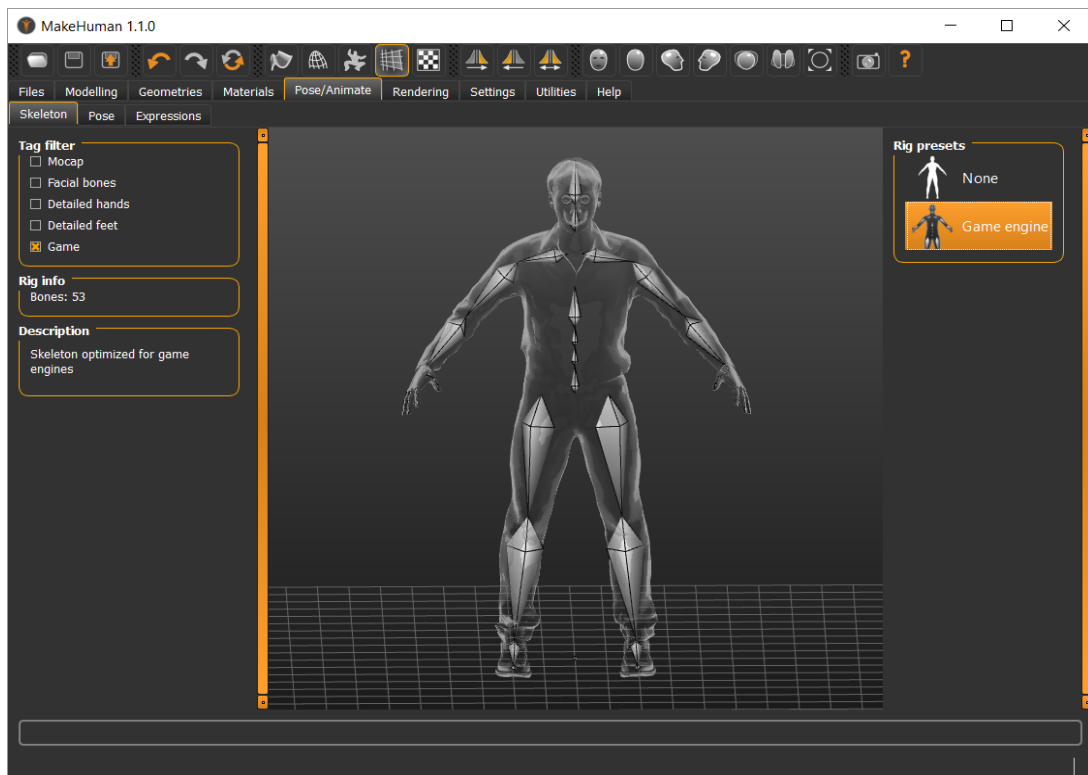 MakeHuman 1.1.0
Files Modelling Geometries Materials Pose/Animate Rendering Settings Utilities Help
Skeleton Pose Expressions
Tag filter
Mocap
Facial bones
Detailed hands
Detailed feet
Game
Rig info
Bones: 53
Description
Skeleton optimized for game
engines
Rig presets
None
Game engine